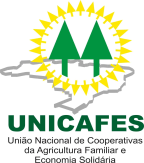 UNICAFES
União Nacional de Cooperativas
da Agricultura Familiar e
Economia Solidária